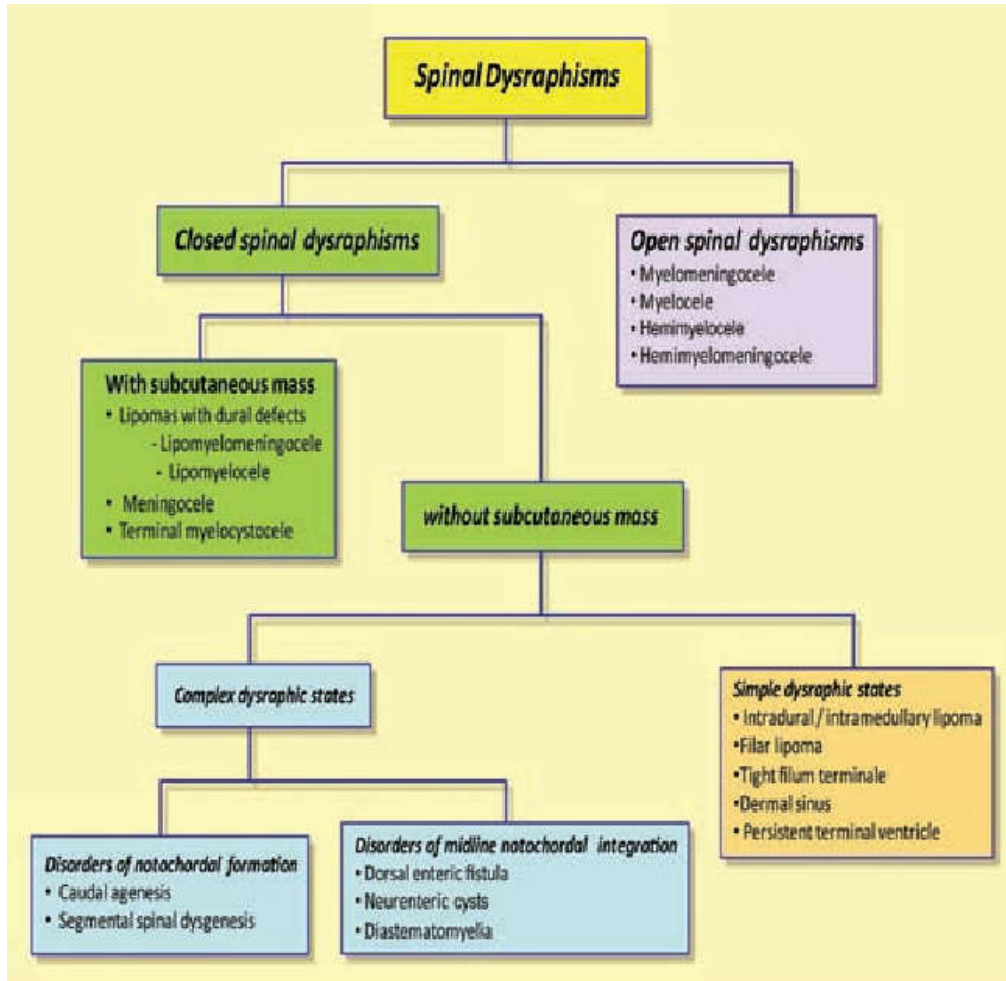 Spinal Dysraphisms
Closed spinal dysraphisms
Open spinal dysraphisms
• Myelomeningocele
• Myelocele
• Hemimyelocele
• Hemimyelomeningocele
With subcutaneous mass
• Lipomas with dural defects
- Lipomyelomeningocele
- Lipomyelocele
• Meningocele
• Terminal myelocystocele
without subcutaneous mass
Complex dysraphic states
Simple dysraphic states
• Intradural / intramedullary lipoma
• Filar lipoma
• Tight filum terminale
• Dermal sinus
• Persistent terminal ventricle
Disorders of notochordal formation
• Caudal agenesis
• Segmental spinal dysgenesis
Disorders of midline notochordal integration
• Dorsal enteric fistula
• Neurenteric cysts
• Diastematomyelia